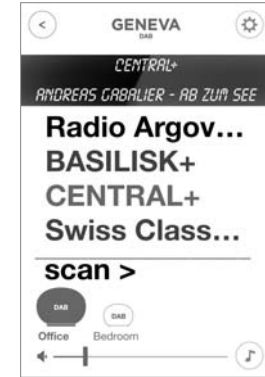 <
GENEVA
DAB
CENTRAL+
ANDREAS GABALIER - AB ZUM SEE
Radio Argov...
BASILISK+
CENTRAL+
Swiss Class...
scan >
DAB
DAB
Office Bedroom